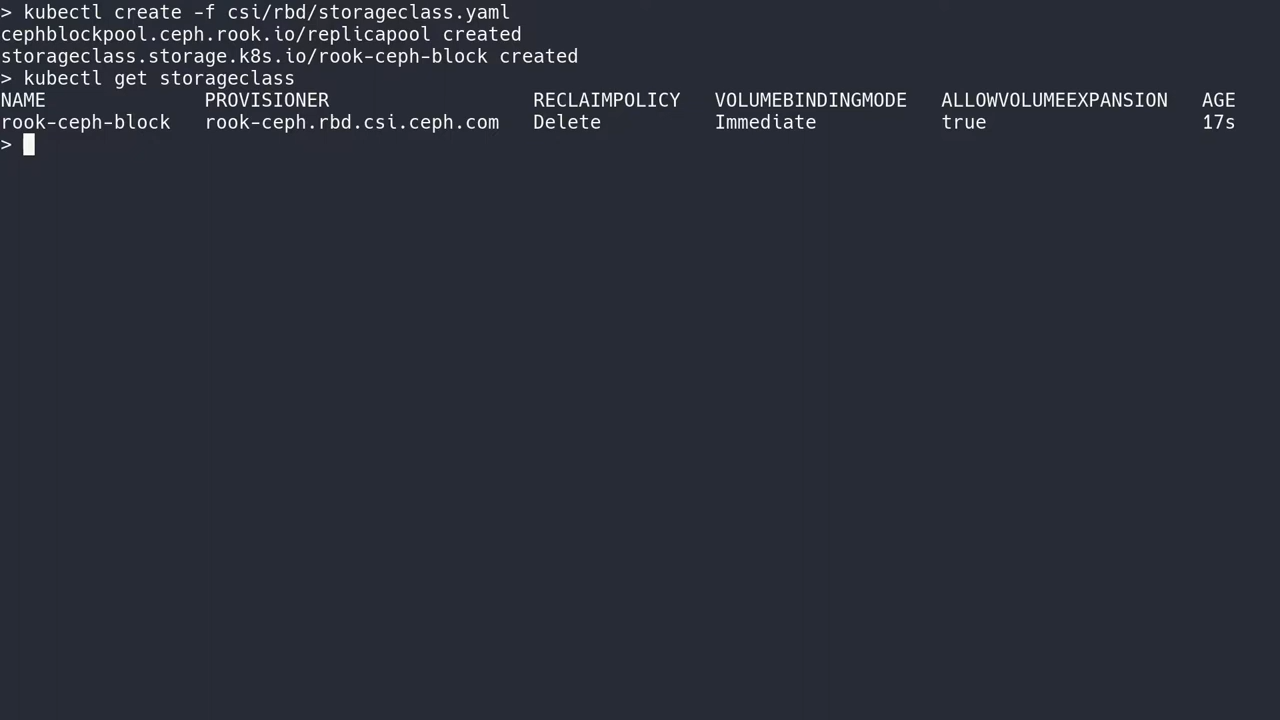 > kubectl create -f csi/rbd/storageclass.yaml
cephblockpool.ceph.rook.io/replicapool created
storageclass.storage.k8s.io/rook-ceph-block created
> kubectl get storageclass
NAME              PROVISIONER                  RECLAIMPOLICY   VOLUMEBINDINGMODE   ALLOWVOLUMEEXPANSION   AGE
rook-ceph-block   rook-ceph.rbd.csi.ceph.com   Delete          Immediate           true                   17s
>